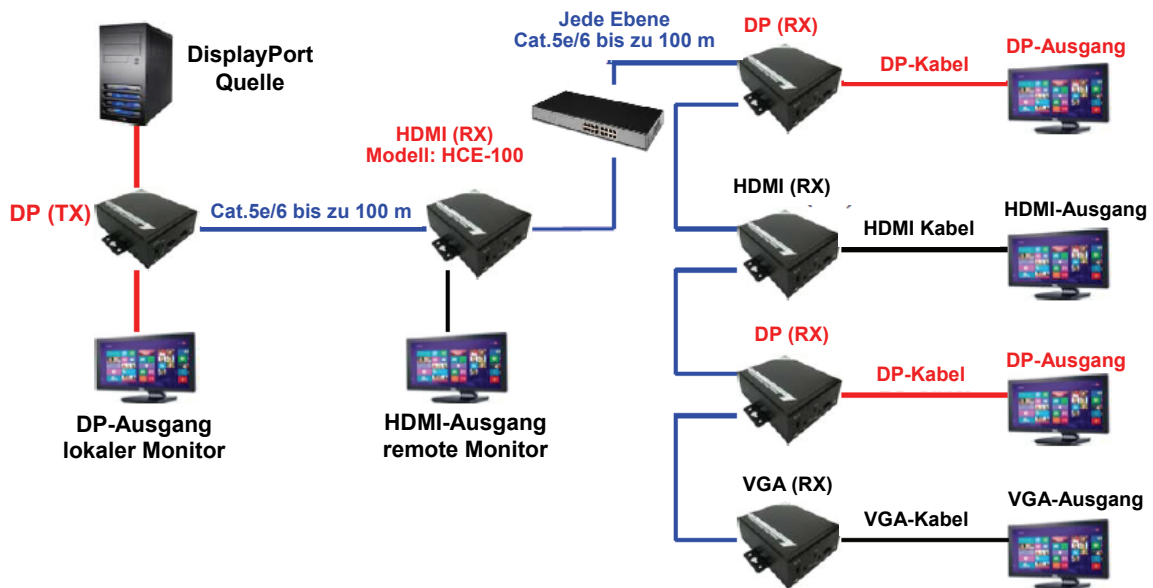 DisplayPort
Quelle
DP (TX)
Cat.5e/6 bis zu 100 m
DP-Ausgang
lokaler Monitor
HDMI (RX)
Modell: HCE-100
HDMI-Ausgang
remote Monitor
Jede Ebene
Cat.5e/6 bis zu 100 m
DP (RX)
DP-Kabel
DP-Ausgang
HDMI (RX)
HDMI Kabel
HDMI-Ausgang
DP (RX)
DP-Kabel
DP-Ausgang
VGA (RX)
VGA-Kabel
VGA-Ausgang